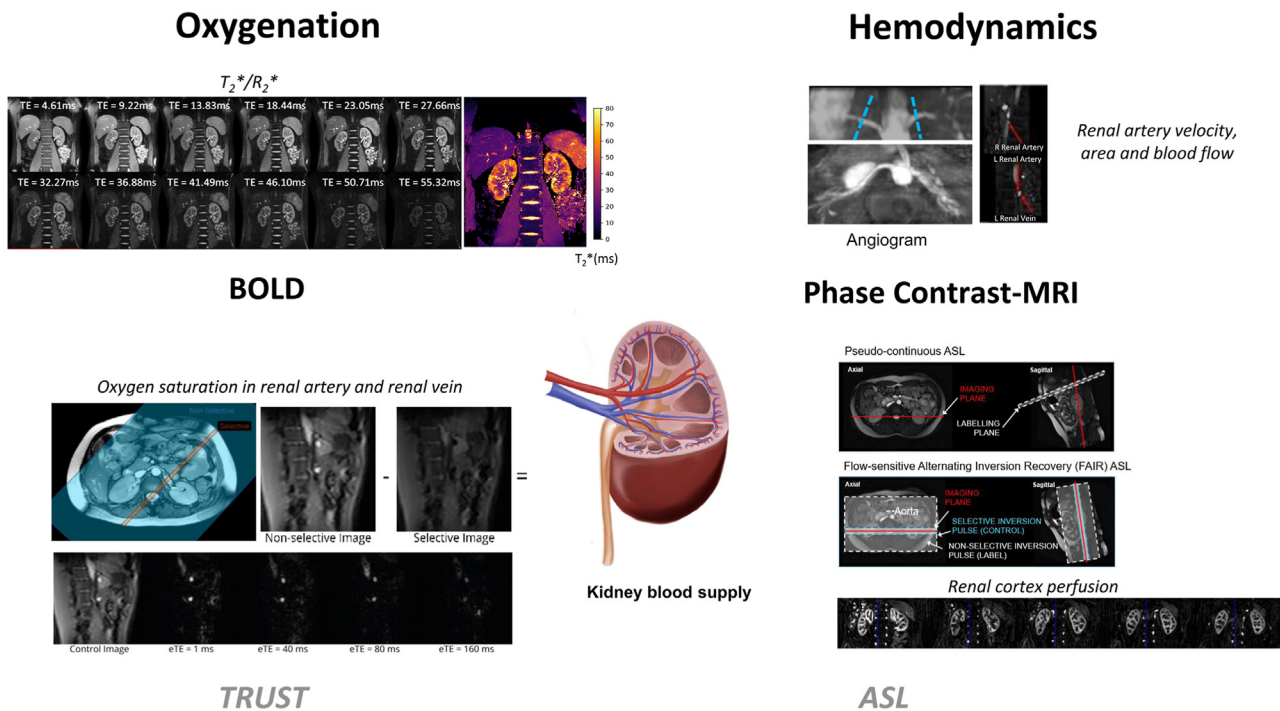 Oxygenation
T2*/R2*
TE = 4.61ms TE = 9.22ms TE = 13.83ms TE = 18.44ms TE = 23.05ms TE = 27.66ms
TE = 32.27ms TE = 36.88ms TE = 41.49ms TE = 46.10ms TE = 50.71ms TE = 55.32ms
80
70
60
50
40
30
20
10
0
T2*(ms)
BOLD
Hemodynamics
R Renal Artery
L Renal Artery
L Renal Vein
Renal artery velocity,
area and blood flow
Angiogram
Phase Contrast-MRI
Oxygen saturation in renal artery and renal vein
Non Selective
Selective
- =
Non-selective Image Selective Image
Control Image eTE = 1 ms eTE = 40 ms eTE = 80 ms eTE = 160 ms
TRUST
Kidney blood supply
Pseudo-continuous ASL
Axial Sagittal
IMAGING
PLANE
LABELLING
PLANE
Flow-sensitive Alternating Inversion Recovery (FAIR) ASL
Axial Sagittal
Aorta
IMAGING
PLANE
SELECTIVE INVERSION
PULSE (CONTROL)
NON-SELECTIVE INVERSION
PULSE (LABEL)
Renal cortex perfusion
ASL